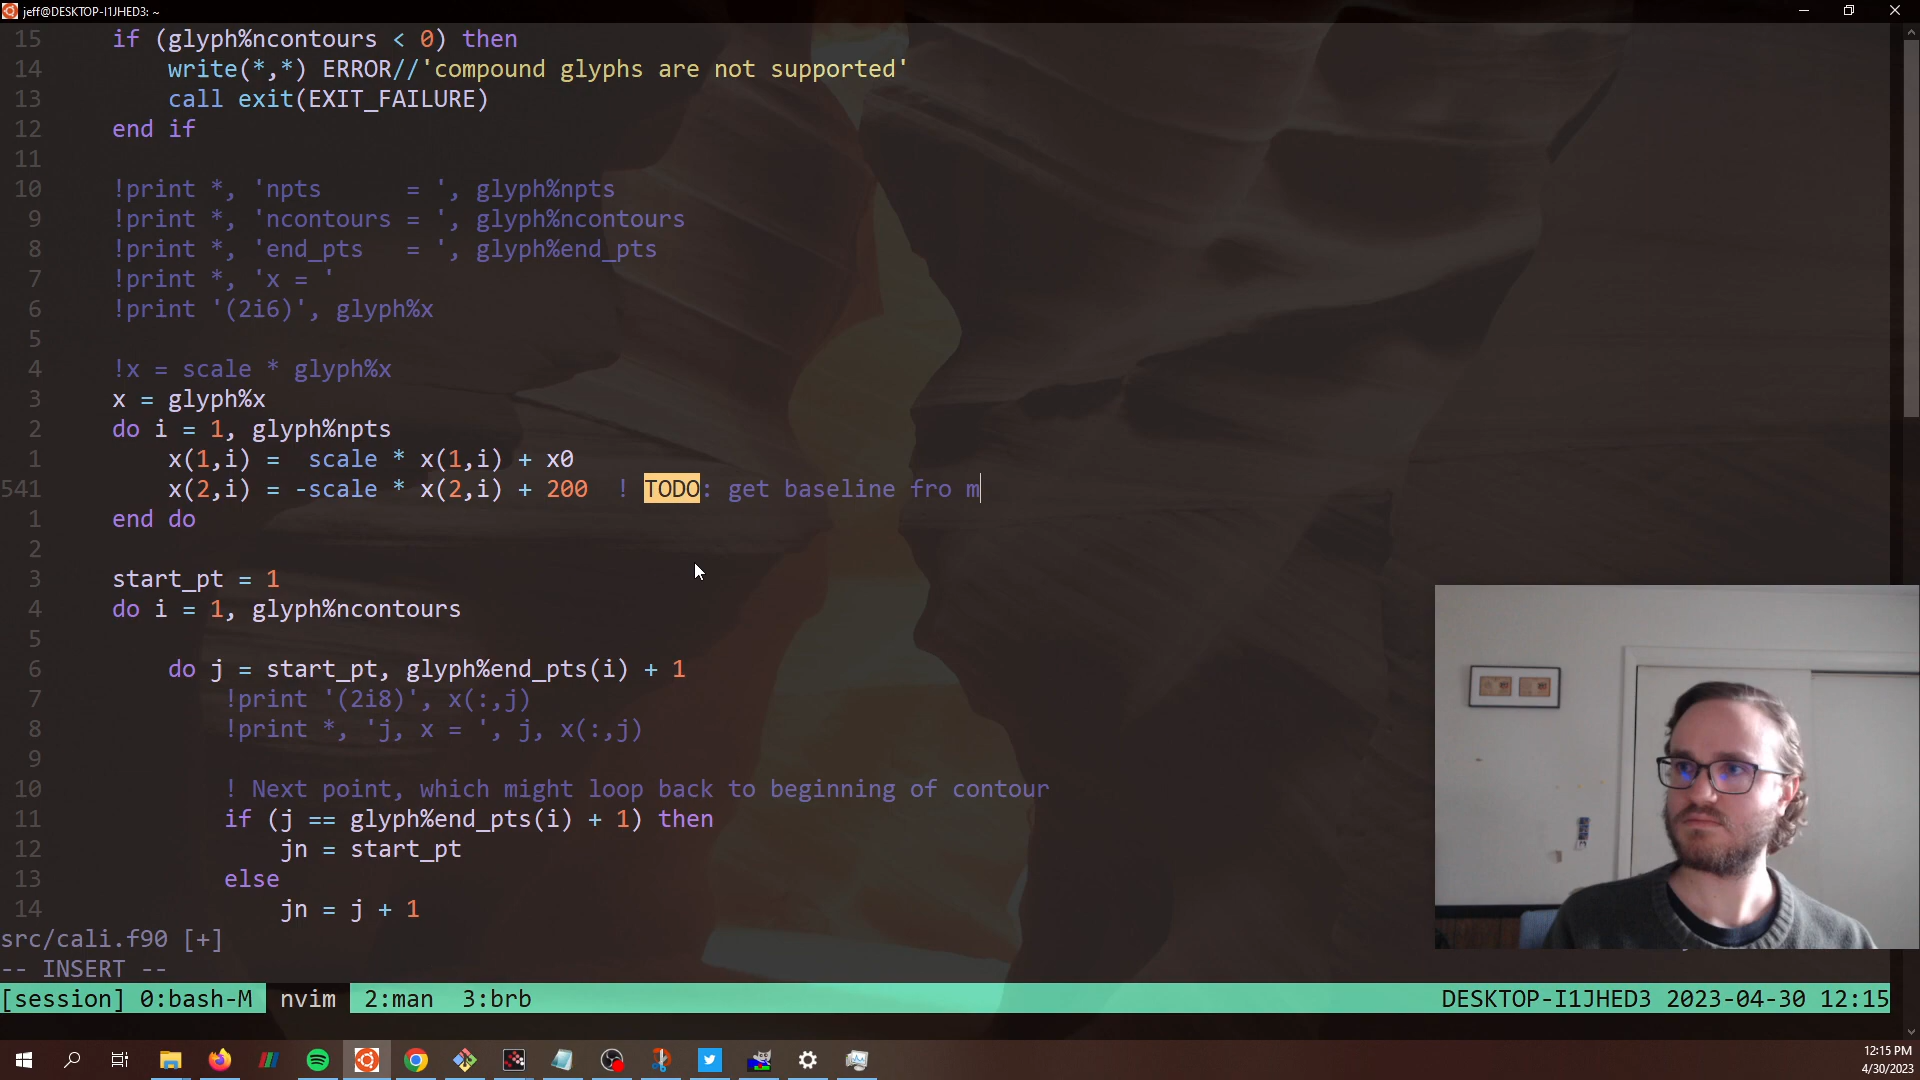 jeff@DESKTOP-I1JHED3: ~
15 if (glyph%ncontours < 0) then
14 write(*,*) ERROR//'compound glyphs are not supported'
13 call exit(EXIT_FAILURE)
12 end if
11
10 !print *, 'npts      = ', glyph%npts
9 !print *, 'ncontours = ', glyph%ncontours
8 !print *, 'end_pts   = ', glyph%end_pts
7 !print *, 'x = '
6 !print '(2i6)', glyph%x
5
4 !x = scale * glyph%x
3 x = glyph%x
2 do i = 1, glyph%npts
1 x(1,i) =  scale * x(1,i) + x0
541 x(2,i) = -scale * x(2,i) + 200  ! TODO: get baseline fro m
1 end do
2
3 start_pt = 1
4 do i = 1, glyph%ncontours
5
6 do j = start_pt, glyph%end_pts(i) + 1
7 !print '(2i8)', x(:,j)
8 !print *, 'j, x = ', j, x(:,j)
9
10 ! Next point, which might loop back to beginning of contour
11 if (j == glyph%end_pts(i) + 1) then
12 jn = start_pt
13 else
14 jn = j + 1
src/cali.f90 [+]
-- INSERT --
[session] 0:bash-M nvim 2:man 3:brb DESKTOP-I1JHED3 2023-04-30 12:15
12:15 PM
4/30/2023